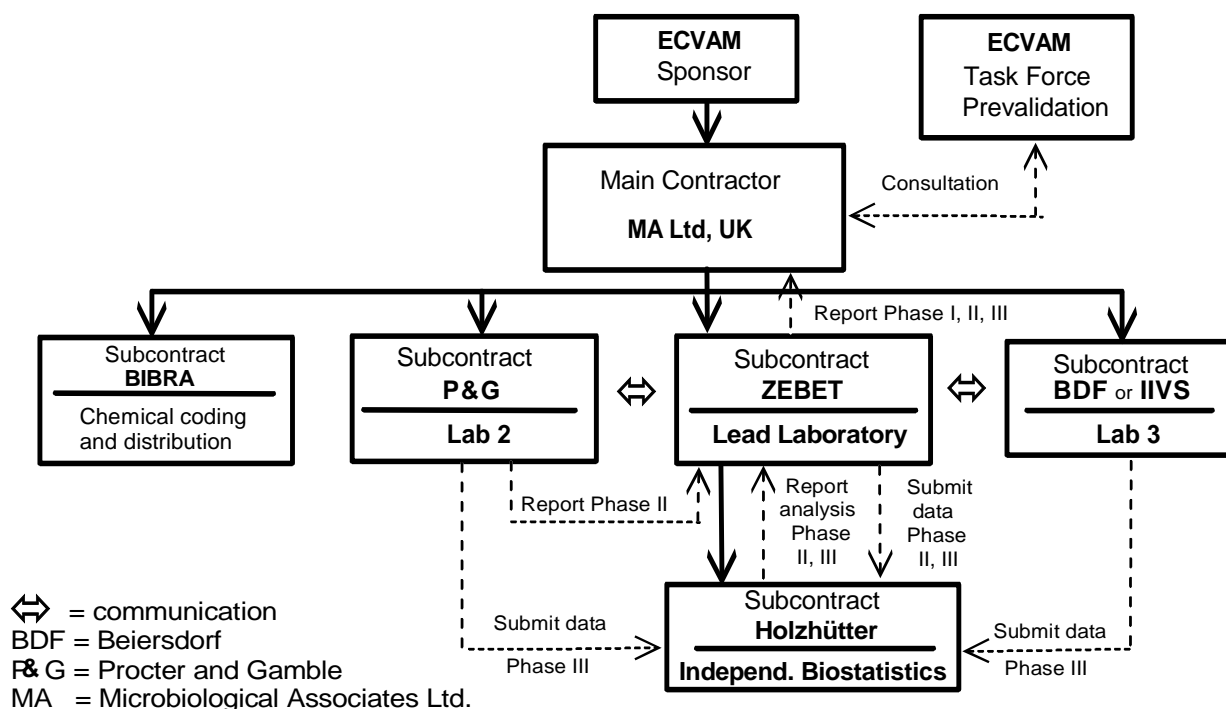 ECVAM
Sponsor
ECVAM
Task Force
Prevalidation
Main Contractor
MA Ltd, UK
Consultation
Report Phase I, II, III
Subcontract
BIBRA
Chemical coding
and distribution
Subcontract
P&G
Lab 2
Subcontract
ZEBET
Lead Laboratory
Subcontract
BDF or IIVS
Lab 3
Report Phase II
Report
analysis
Phase
II, III
Submit
data
Phase
II, III
Subcontract
Holzhütter
Independ. Biostatistics
Submit data
Phase III
Submit data
Phase III
= communication
BDF = Beiersdorf
P& G = Procter and Gamble
MA = Microbiological Associates Ltd.